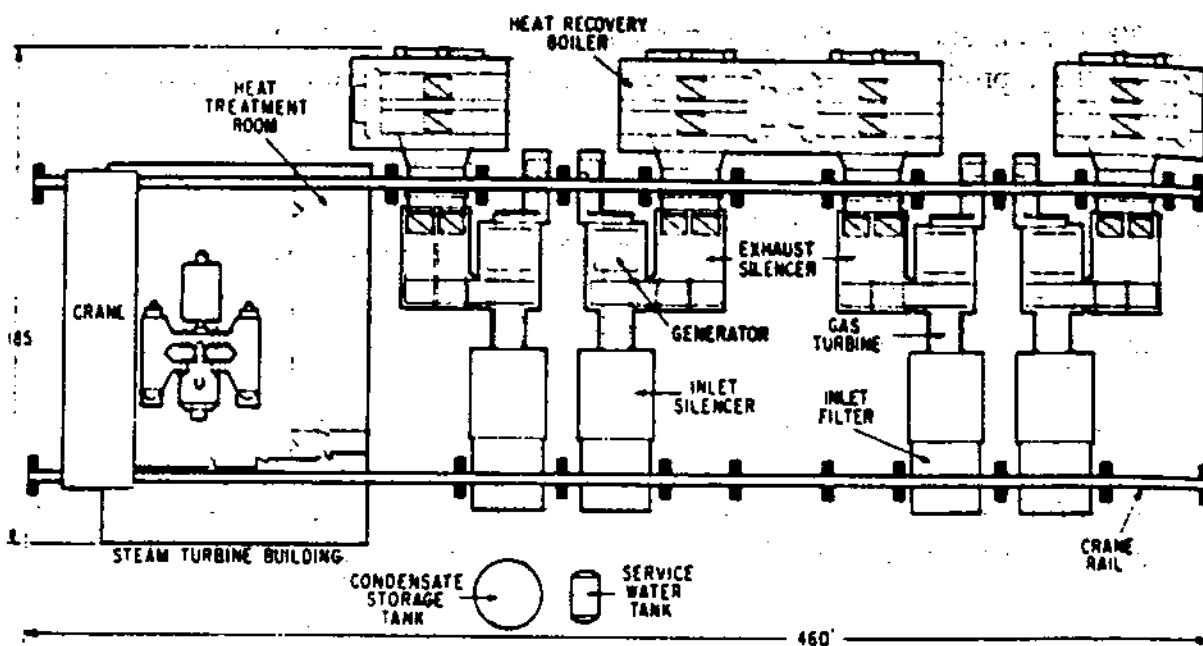 HEAT RECOVERY
BOILER
HEAT
TREATMENT
ROOM
CRANE
EXHAUST
SILENCER
GENERATOR
GAS
TURBINE
INLET
SILENCER
INLET
FILTER
185
STEAM TURBINE BUILDING
CRANE
RAIL
CONDENSATE
STORAGE
TANK
SERVICE
WATER
TANK
460'